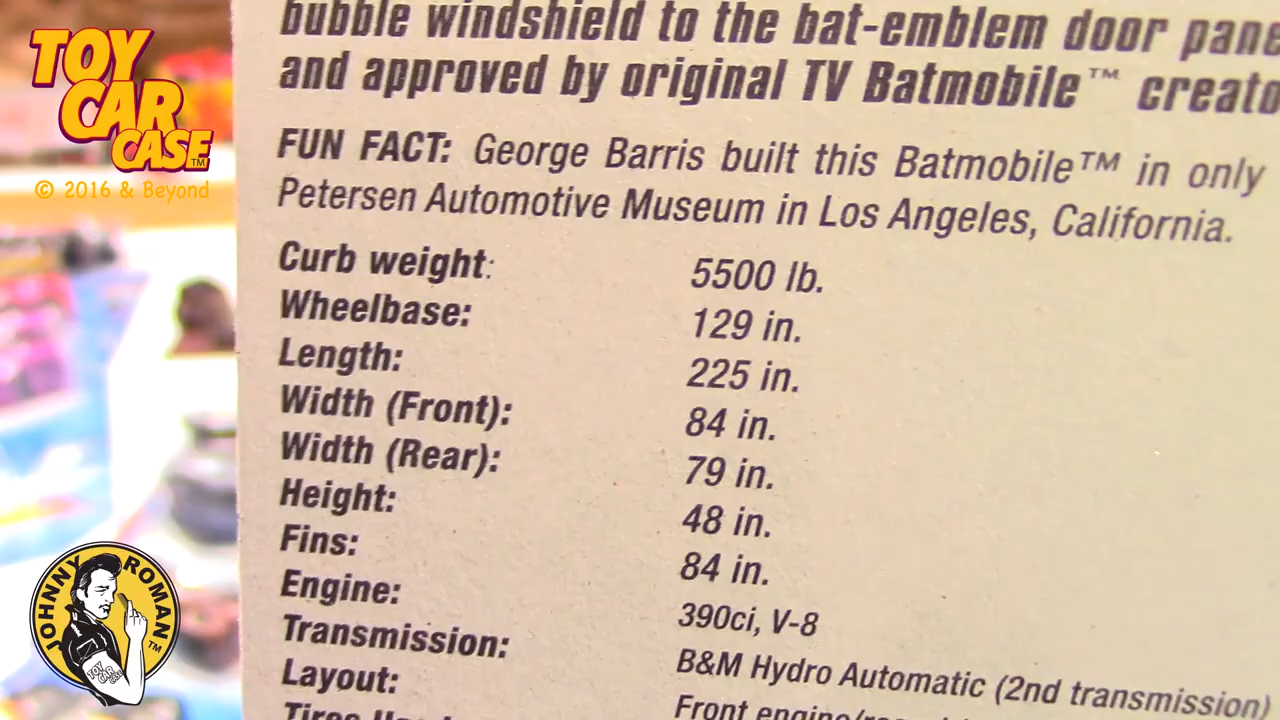 TOY
CAR
CASE™
© 2016 & Beyond
bubble windshield to the bat-emblem door
and approved by original TV Batmobile™
FUN FACT: George Barris built this Batmobile™ in only
Petersen Automotive Museum in Los Angeles, California.
Curb weight: 5500 lb.
Wheelbase: 129 in.
Length: 225 in.
Width (Front): 84 in.
Width (Rear): 79 in.
Height: 48 in.
Fins: 84 in.
Engine: 390ci, V-8
Transmission: B&M Hydro Automatic (2nd transmission)
Layout: Front
JOHNNY ROMAN™
TOY CAR CASE